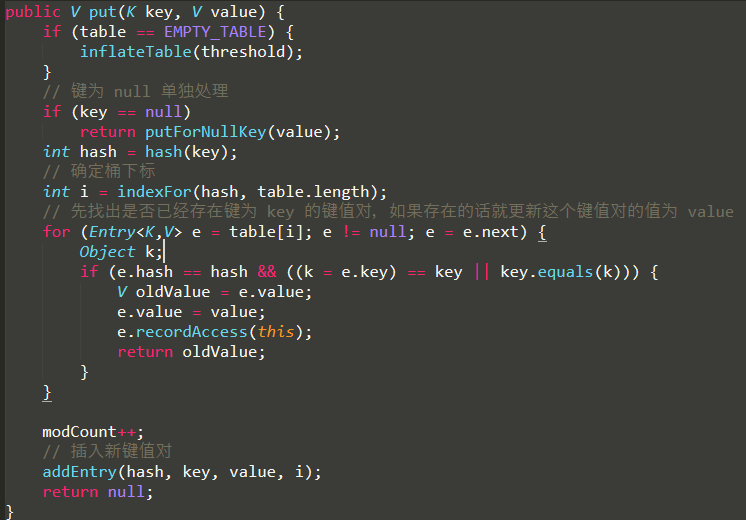 public V put(K key, V value) {
    if (table == EMPTY_TABLE) {
        inflateTable(threshold);
    }
    // 键为 null 单独处理
    if (key == null)
        return putForNullKey(value);
    int hash = hash(key);
    // 确定桶下标
    int i = indexFor(hash, table.length);
    // 先找出是否已经存在键为 key 的键值对，如果存在的话就更新这个键值对的值为 value
    for (Entry<K,V> e = table[i]; e != null; e = e.next) {
        Object k;
        if (e.hash == hash && ((k = e.key) == key || key.equals(k))) {
            V oldValue = e.value;
            e.value = value;
            e.recordAccess(this);
            return oldValue;
        }
    }

    modCount++;
    // 插入新键值对
    addEntry(hash, key, value, i);
    return null;
}